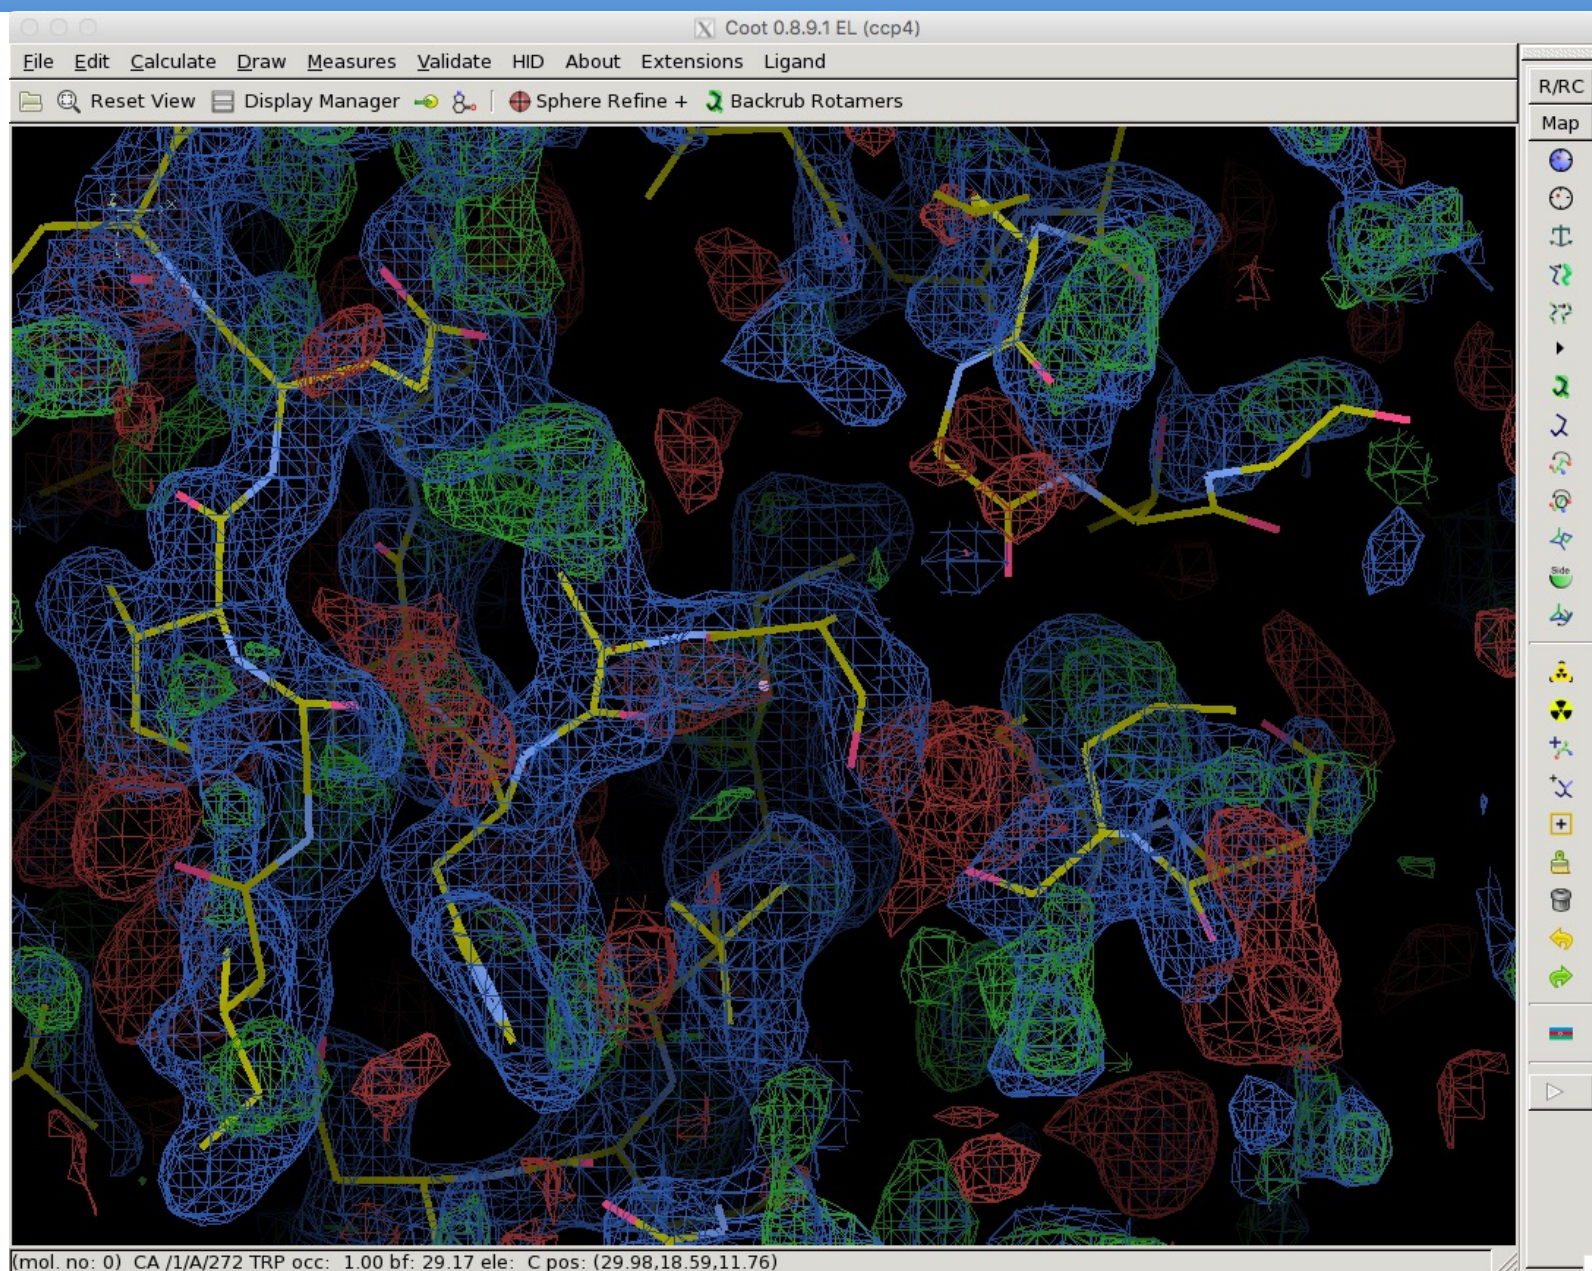 Coot 0.8.9.1 EL (ccp4)
File Edit Calculate Draw Measures Validate HID About Extensions Ligand
Reset View Display Manager Sphere Refine + Backrub Rotamers
R/RC
Map
Side
(mol. no: 0) CA /1/A/272 TRP occ: 1.00 bf: 29.17 ele: C pos: (29.98,18.59,11.76)